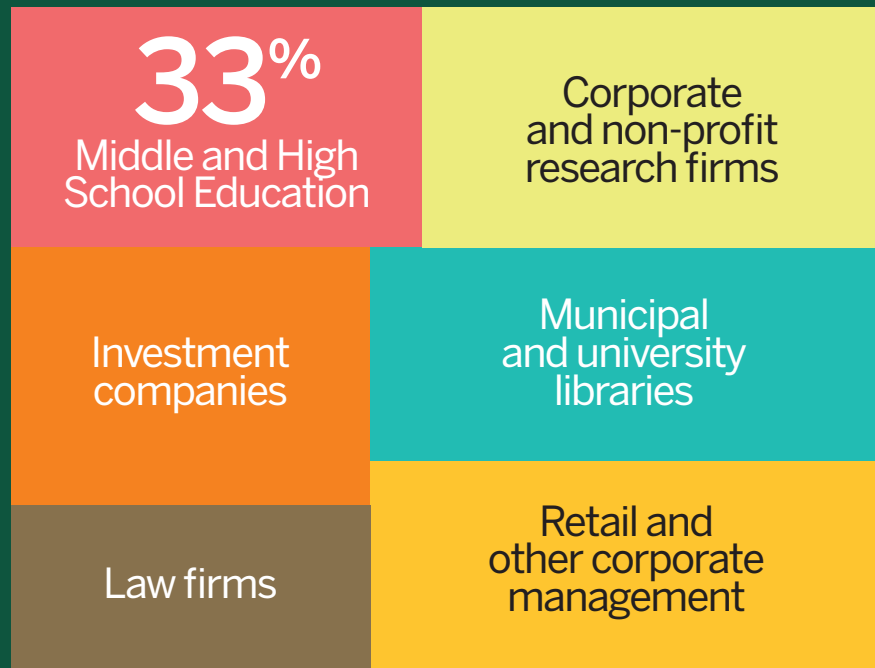 33%
Middle and High
School Education
Corporate
and non-profit
research firms
Investment
companies
Municipal
and university
libraries
Law firms
Retail and
other corporate
management